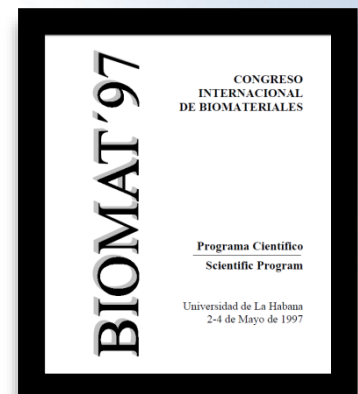 BIOMAT´97
CONGRESO
INTERNACIONAL
DE BIOMATERIALES
Programa Científico
Scientific Program
Universidad de La Habana
2-4 de Mayo de 1997